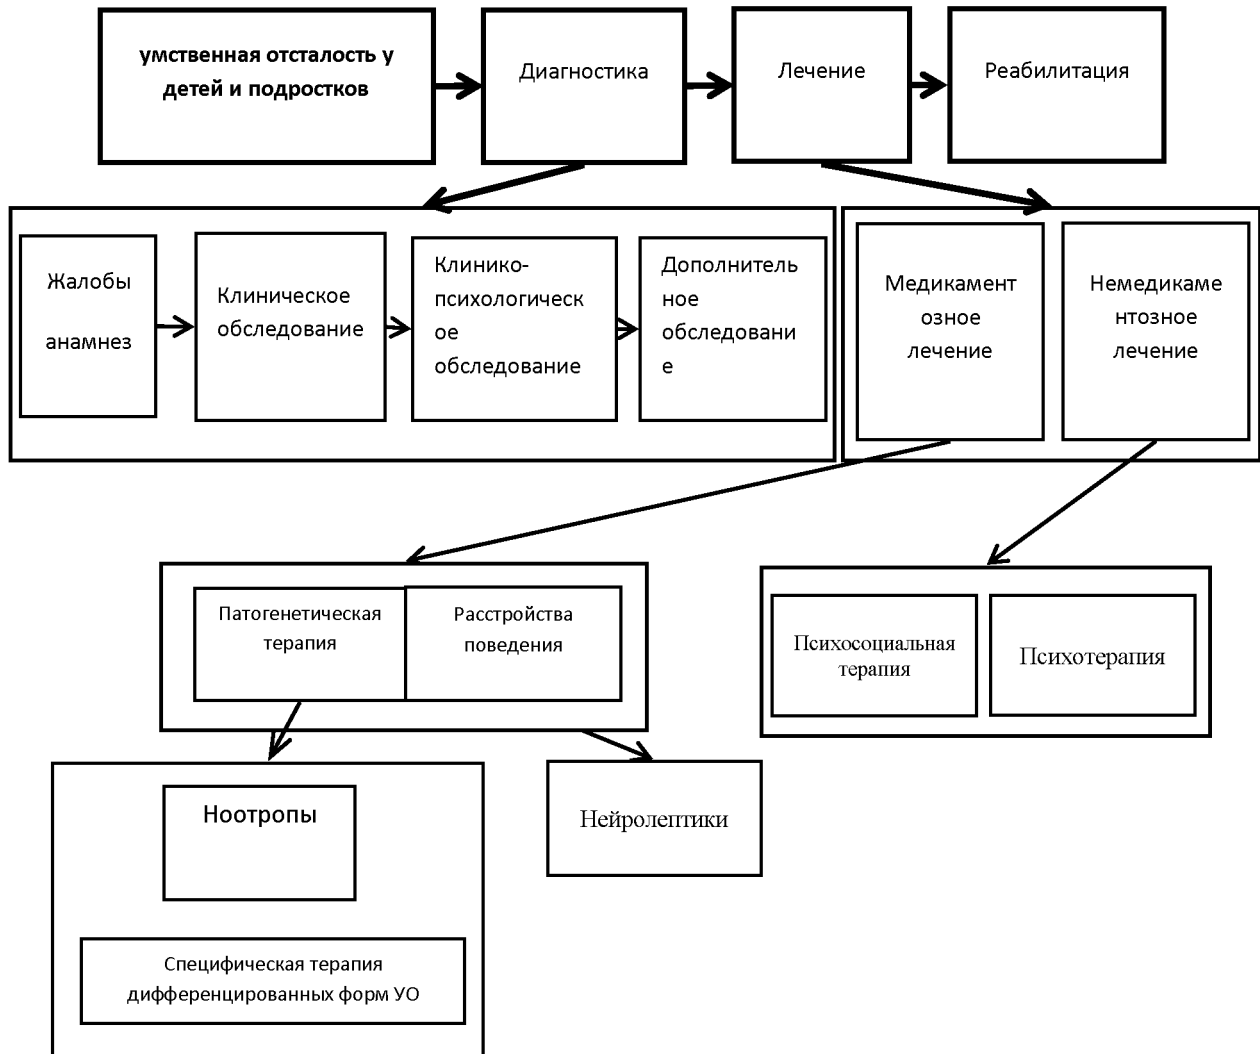 умственная отсталость у
детей и подростков
Диагностика
Лечение
Реабилитация
Жалобы
анамнез
Клиническое
обследование
Клинико-
психологическ
ое
обследование
Дополнитель
ное
обследовани
е
Медикамент
озное
лечение
Немедикаме
нтозное
лечение
Патогенетическая
терапия
Расстройства
поведения
Психосоциальная
терапия
Психотерапия
Ноотропы
Нейролептики
Специфическая терапия
дифференцированных форм УО